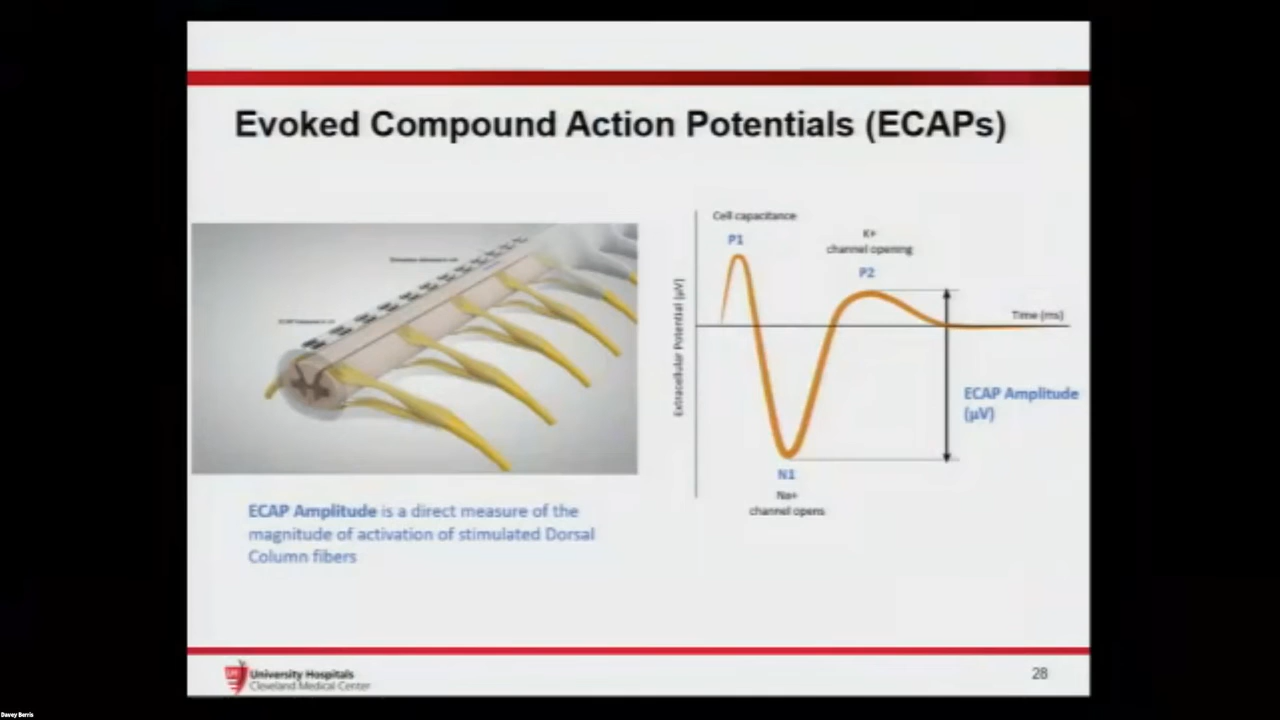 Evoked Compound Action Potentials (ECAPs)
Cell capacitance
P1
K+
channel opening
P2
Extracellular Potential (µV)
Time (ms)
ECAP Amplitude
(µV)
N1
Na+
channel opens
ECAP Amplitude is a direct measure of the
magnitude of activation of stimulated Dorsal
Column fibers
University Hospitals
Cleveland Medical Center
28